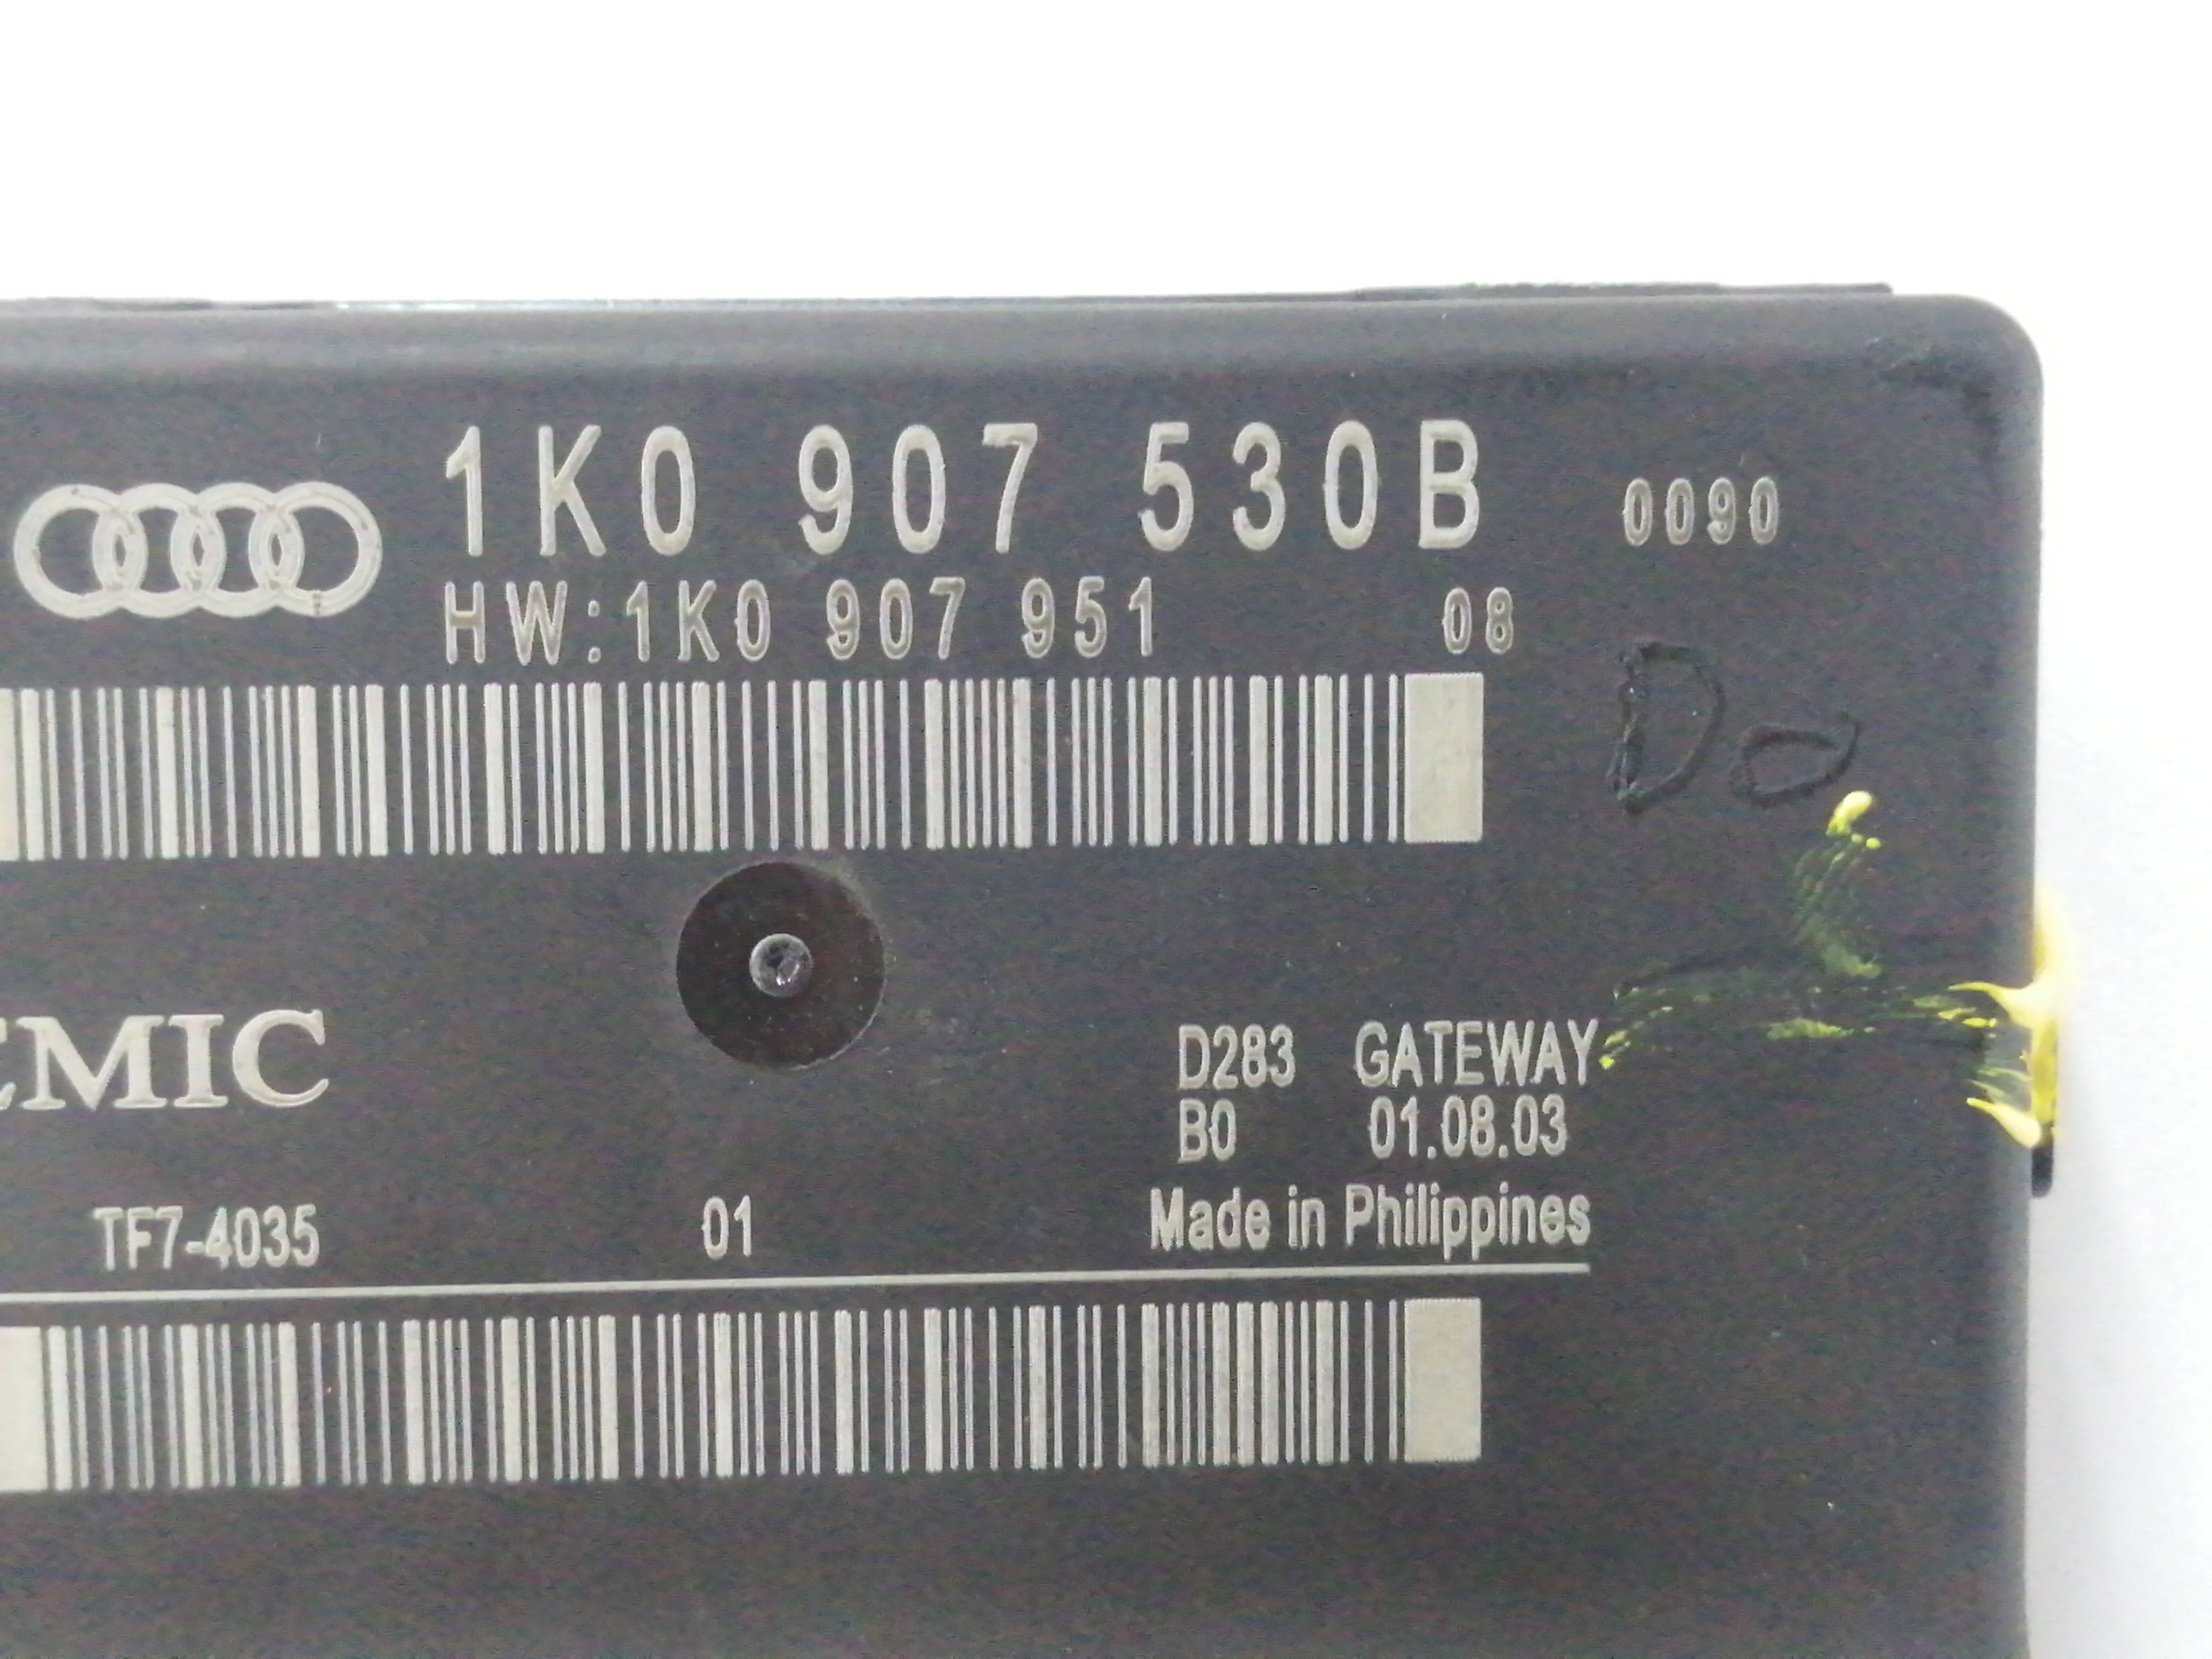 1K0 907 530B 0090
HW:1K0 907 951 08
Do
EMIC
D283 GATEWAY
B0 01.08.03
TF7-4035 01 Made in Philippines